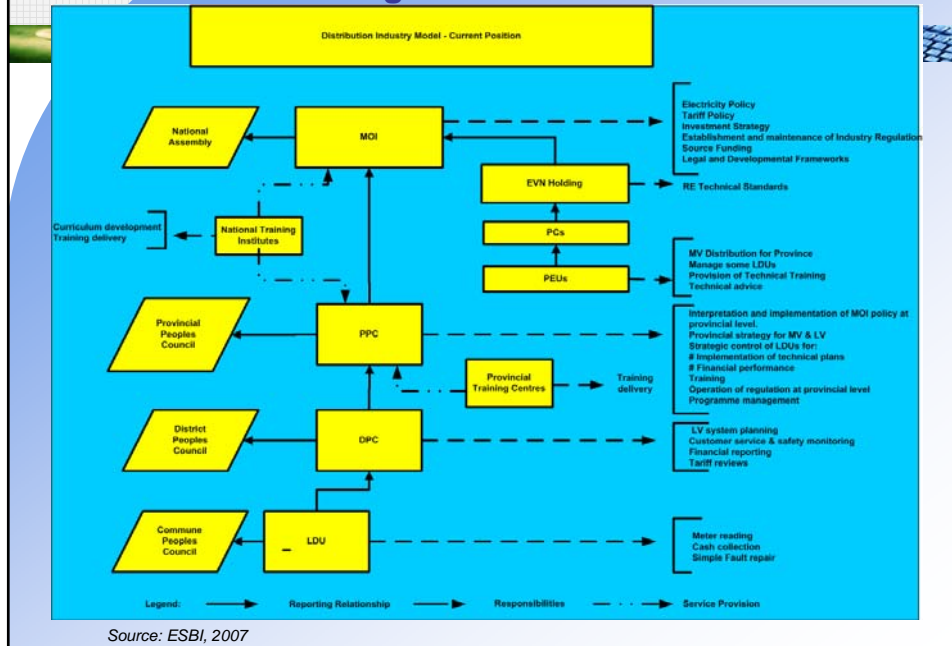 Distribution Industry Model - Current Position
National
Assembly
MOI
Electricity Policy
Tariff Policy
Investment Strategy
Establishment and maintenance of Industry Regulation
Source Funding
Legal and Developmental Frameworks
EVN Holding
RE Technical Standards
Curriculum development
Training delivery
National Training
Institutes
PCs
PEUs
MV Distribution for Province
Manage some LDUs
Provision of Technical Training
Technical advice
Provincial
Peoples
Council
PPC
Interpretation and implementation of MOI policy at
provincial level.
Provincial strategy for MV & LV
Strategic control of LDUs for:
# Implementation of technical plans
# Financial performance
Training
Operation of regulation at provincial level
Programme management
Provincial
Training Centres
Training
delivery
District
Peoples
Council
DPC
LV system planning
Customer service & safety monitoring
Financial reporting
Tariff reviews
Commune
Peoples
Council
LDU
Meter reading
Cash collection
Simple Fault repair
Legend:
Reporting Relationship
Responsibilities
Service Provision
Source: ESBI, 2007